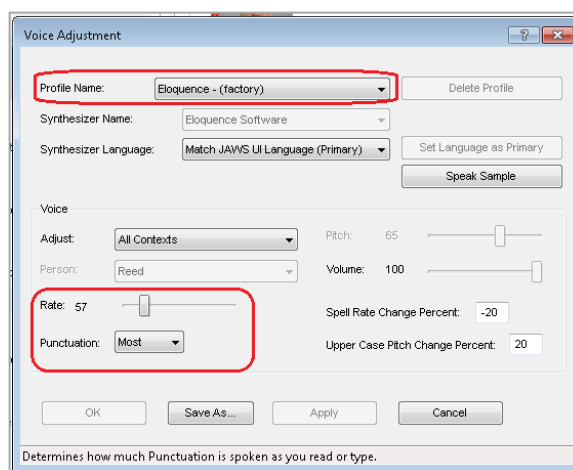 Voice Adjustment
Profile Name: Eloquence - (factory) Delete Profile
Synthesizer Name: Eloquence Software
Synthesizer Language: Match JAWS UI Language (Primary) Set Language as Primary
Speak Sample
Voice
Adjust: All Contexts Pitch: 65
Person: Reed Volume: 100
Rate: 57 Spell Rate Change Percent: -20
Punctuation: Most Upper Case Pitch Change Percent: 20
OK Save As... Apply Cancel
Determines how much Punctuation is spoken as you read or type.